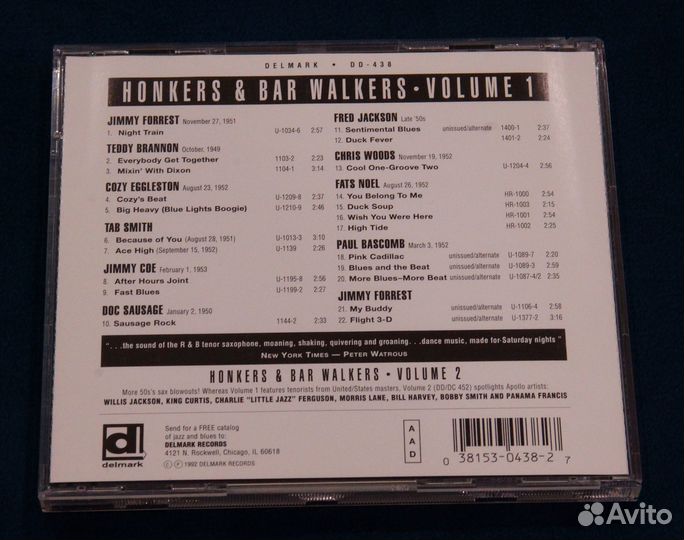 DELMARK • DD-438
HONKERS & BAR WALKERS • VOLUME 1
JIMMY FORREST November 27, 1951
1. Night Train U-1034-6 2:57
TEDDY BRANNON October, 1949
2. Everybody Get Together 1103-2 2:23
3. Mixin' With Dixon 1104-1 3:14
COZY EGGLESTON August 23, 1952
4. Cozy's Beat U-1209-8 2:37
5. Big Heavy (Blue Lights Boogie) U-1210-9 2:46
TAB SMITH
6. Because of You (August 28, 1951) U-1013-3 3:10
7. Ace High (September 15, 1952) U-1139 2:26
JIMMY COE February 1, 1953
8. After Hours Joint U-1195-8 2:56
9. Fast Blues U-1199-2 2:27
DOC SAUSAGE January 2, 1950
10. Sausage Rock 1144-2 2:33
FRED JACKSON Late '50s
11. Sentimental Blues unissued/alternate 1400-1 2:37
12. Duck Fever 1401-2 2:24
CHRIS WOODS November 19, 1952
13. Cool One-Groove Two U-1204-4 2:56
FATS NOEL August 26, 1952
14. You Belong To Me HR-1000 2:54
15. Duck Soup HR-1003 2:15
16. Wish You Were Here HR-1001 2:54
17. High Tide HR-1002 2:25
PAUL BASCOMB March 3, 1952
18. Pink Cadillac unissued/alternate U-1089-7 2:20
19. Blues and the Beat unissued/alternate U-1089-3 2:59
20. More Blues–More Beat unissued/alternate U-1087-4/2 2:35
JIMMY FORREST
21. My Buddy unissued/alternate U-1106-4 2:58
22. Flight 3-D unissued/alternate U-1377-2 3:16
". . .the sound of the R & B tenor saxophone, moaning, shaking, quivering and groaning. . .dance music, made for Saturday nights "
NEW YORK TIMES — PETER WATROUS
HONKERS & BAR WALKERS • VOLUME 2
More 50s's sax blowouts! Whereas Volume 1 features tenorists from United/States masters, Volume 2 (DD/DC 452) spotlights Apollo artists:
WILLIS JACKSON, KING CURTIS, CHARLIE "LITTLE JAZZ" FERGUSON, MORRIS LANE, BILL HARVEY, BOBBY SMITH AND PANAMA FRANCIS
d
delmark
Send for a FREE catalog
of jazz and blues to:
DELMARK RECORDS
4121 N. Rockwell, Chicago, IL 60618
© ℗ 1992 DELMARK RECORDS
A
A
D
0 38153-0438-2 7
Avito